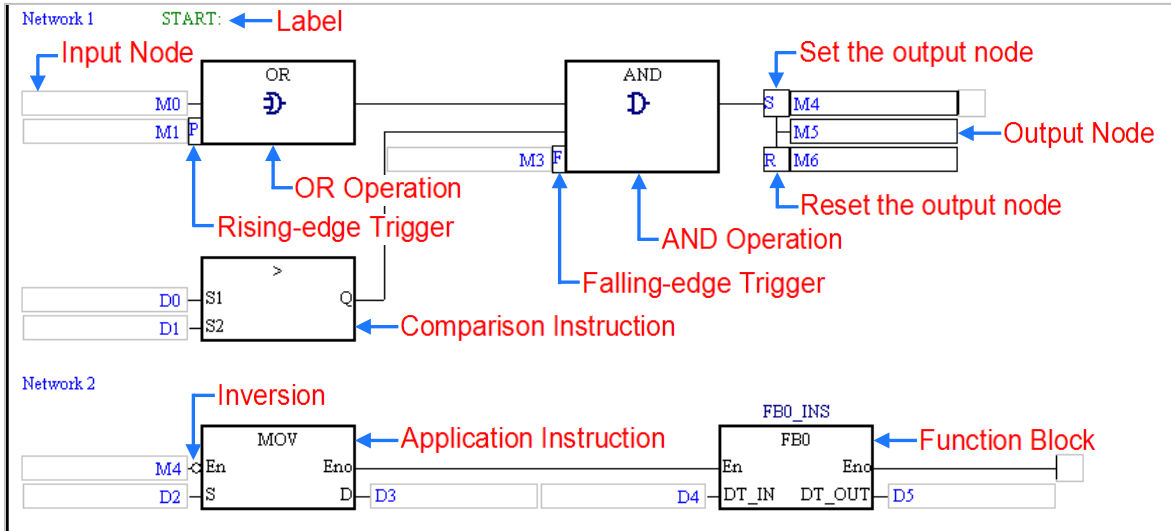 Network 1 START: Label
Input Node
Set the output node
OR
AND
M0
S M4
M1 P
M5
Output Node
M3 F
R M6
OR Operation
Reset the output node
Rising-edge Trigger
AND Operation
>
Falling-edge Trigger
D0 S1 Q
D1 S2
Comparison Instruction
Network 2
Inversion
FB0_INS
MOV
Application Instruction
FB0
Function Block
M4 En Eno
En Eno
D2 S D D3
D4 DT_IN DT_OUT D5